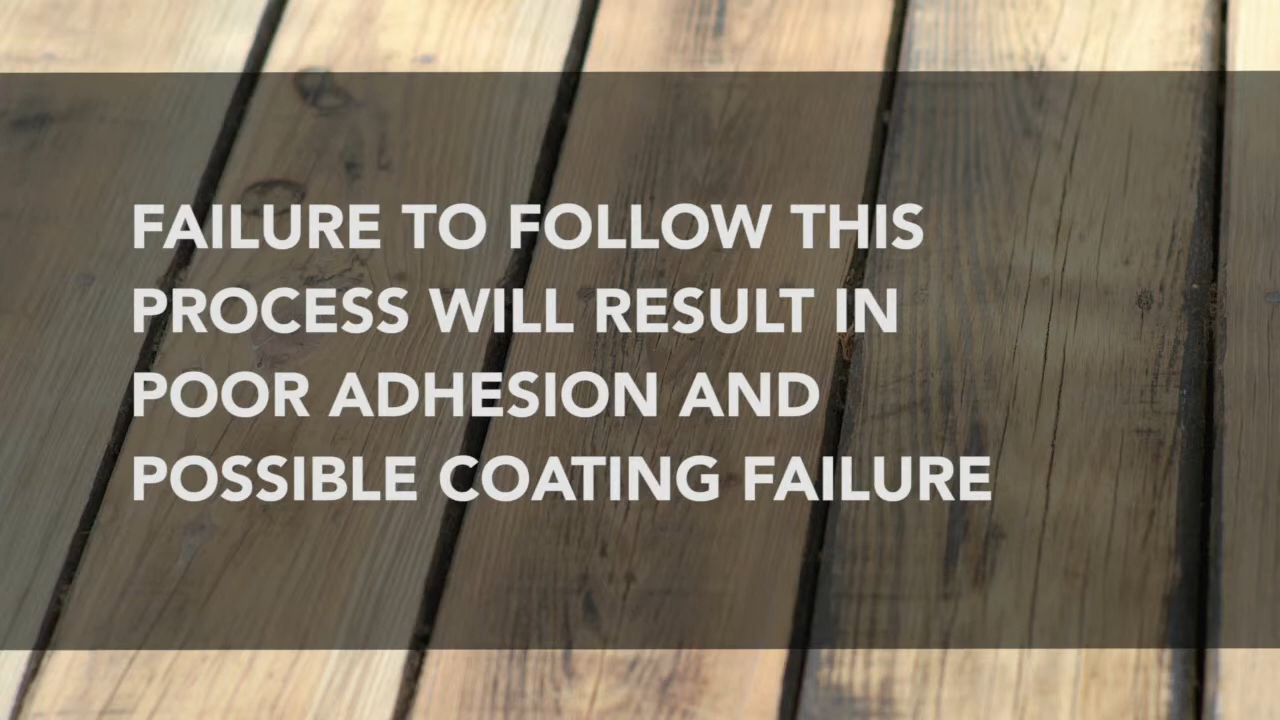 FAILURE TO FOLLOW THIS
PROCESS WILL RESULT IN
POOR ADHESION AND
POSSIBLE COATING FAILURE